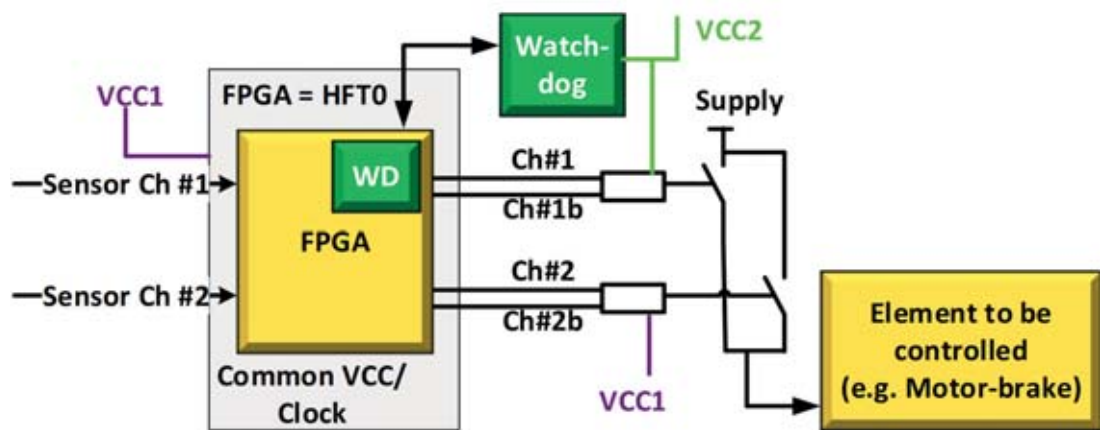 Watch-
dog
VCC2
VCC1
FPGA = HFT0
Supply
WD
Ch#1
Sensor Ch #1
Ch#1b
FPGA
Ch#2
Sensor Ch #2
Ch#2b
Element to be
controlled
(e.g. Motor-brake)
Common VCC/
Clock
VCC1